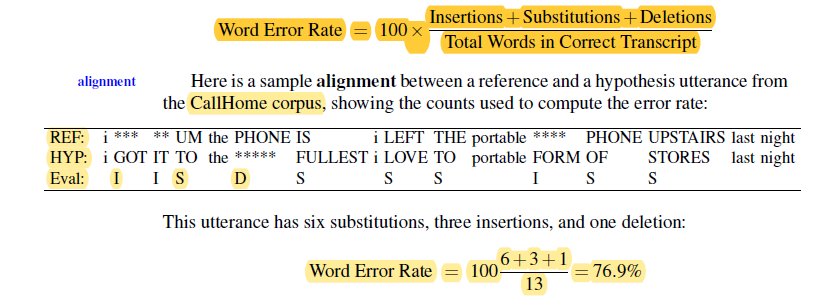 Word Error Rate = 100 × Insertions + Substitutions + Deletions
Total Words in Correct Transcript
alignment Here is a sample alignment between a reference and a hypothesis utterance from
the CallHome corpus, showing the counts used to compute the error rate:
REF: i *** ** UM the PHONE IS i LEFT THE portable **** PHONE UPSTAIRS last night
HYP: i GOT IT TO the ***** FULLEST i LOVE TO portable FORM OF STORES last night
Eval: I I S D S S S I S S
This utterance has six substitutions, three insertions, and one deletion:
Word Error Rate = 100 6+3+1
13 = 76.9%